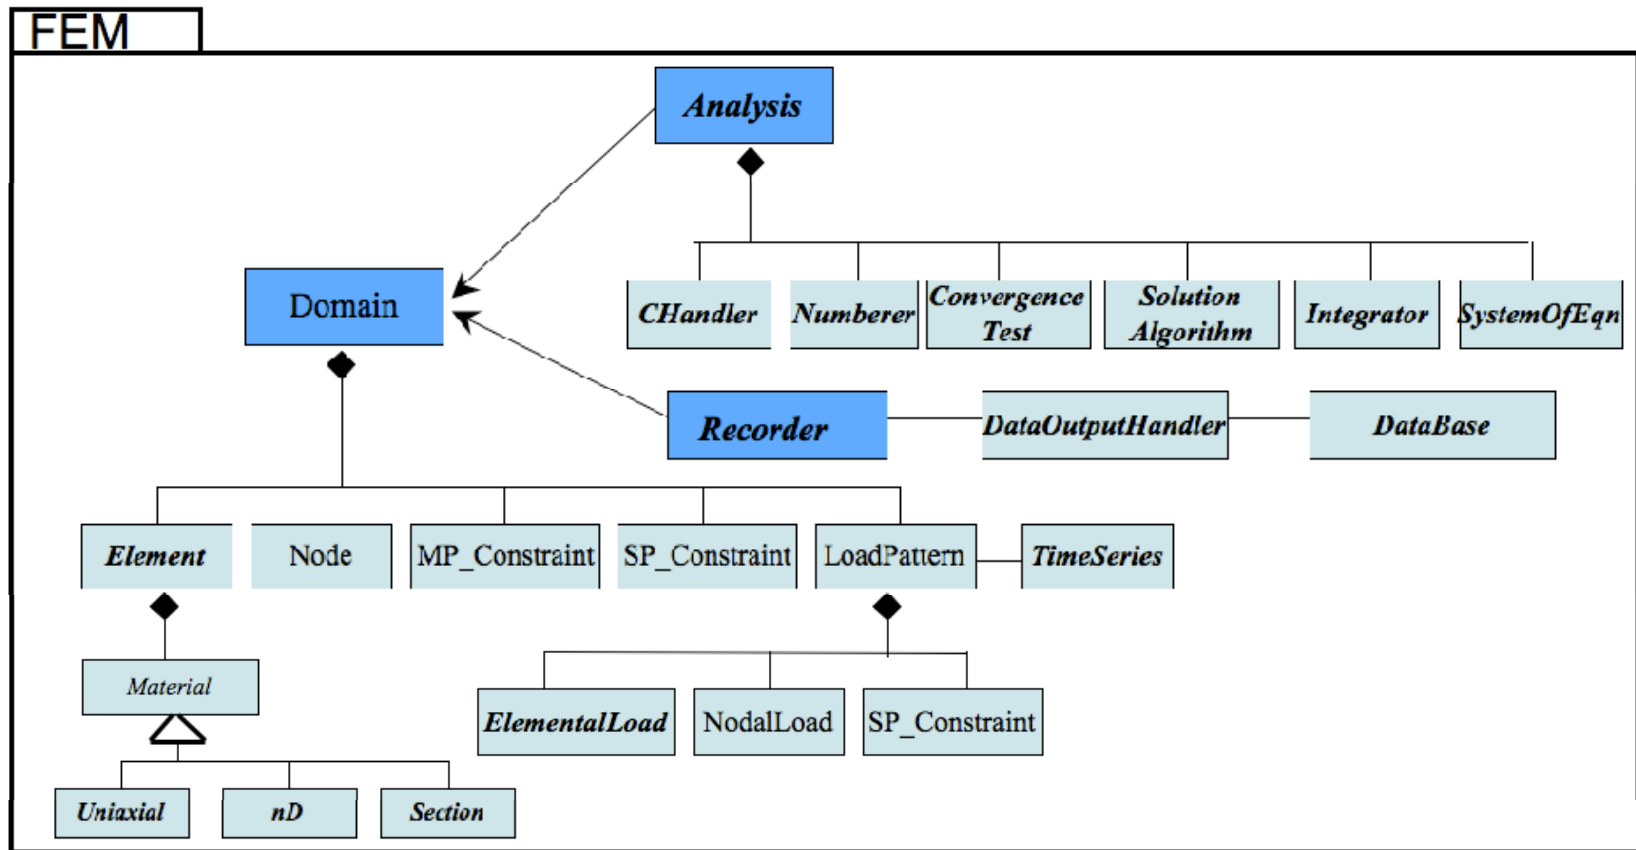 FEM
Analysis
Domain
CHandler
Numberer
Convergence
Test
Solution
Algorithm
Integrator
SystemOfEqn
Recorder
DataOutputHandler
DataBase
Element
Node
MP_Constraint
SP_Constraint
LoadPattern
TimeSeries
Material
ElementalLoad
NodalLoad
SP_Constraint
Uniaxial
nD
Section